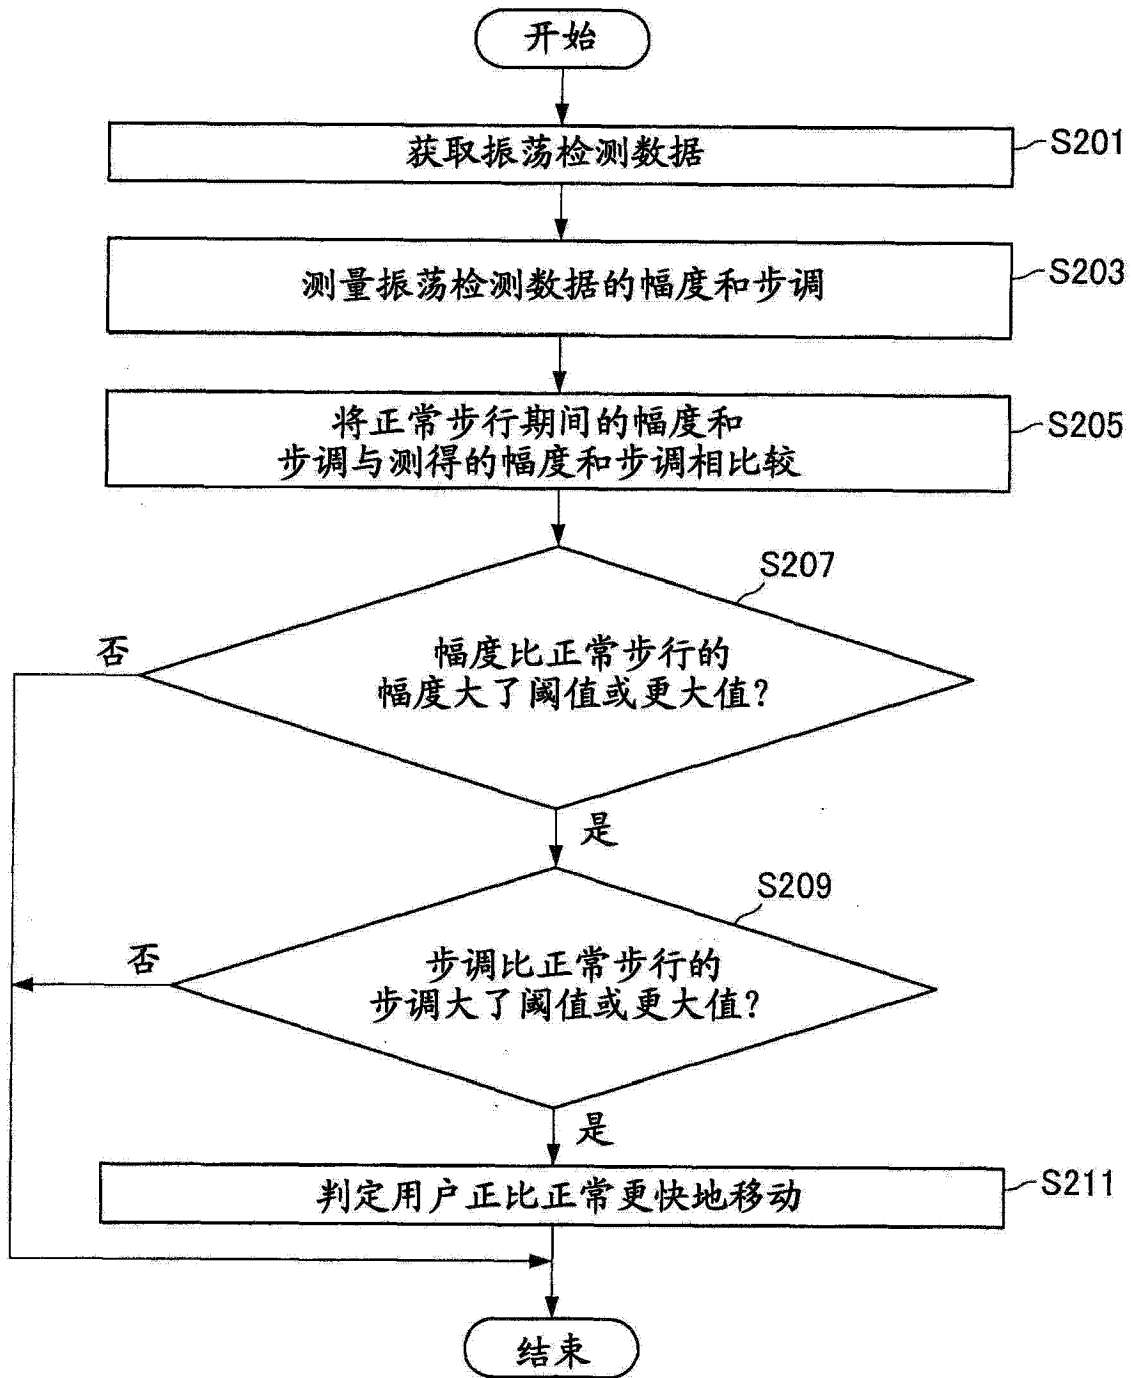 开始
获取振荡检测数据
S201
测量振荡检测数据的幅度和步调
S203
将正常步行期间的幅度和
步调与测得的幅度和步调相比较
S205
S207
否
幅度比正常步行的
幅度大了阈值或更大值?
是
S209
否
步调比正常步行的
步调大了阈值或更大值?
是
判定用户正比正常更快地移动
S211
结束